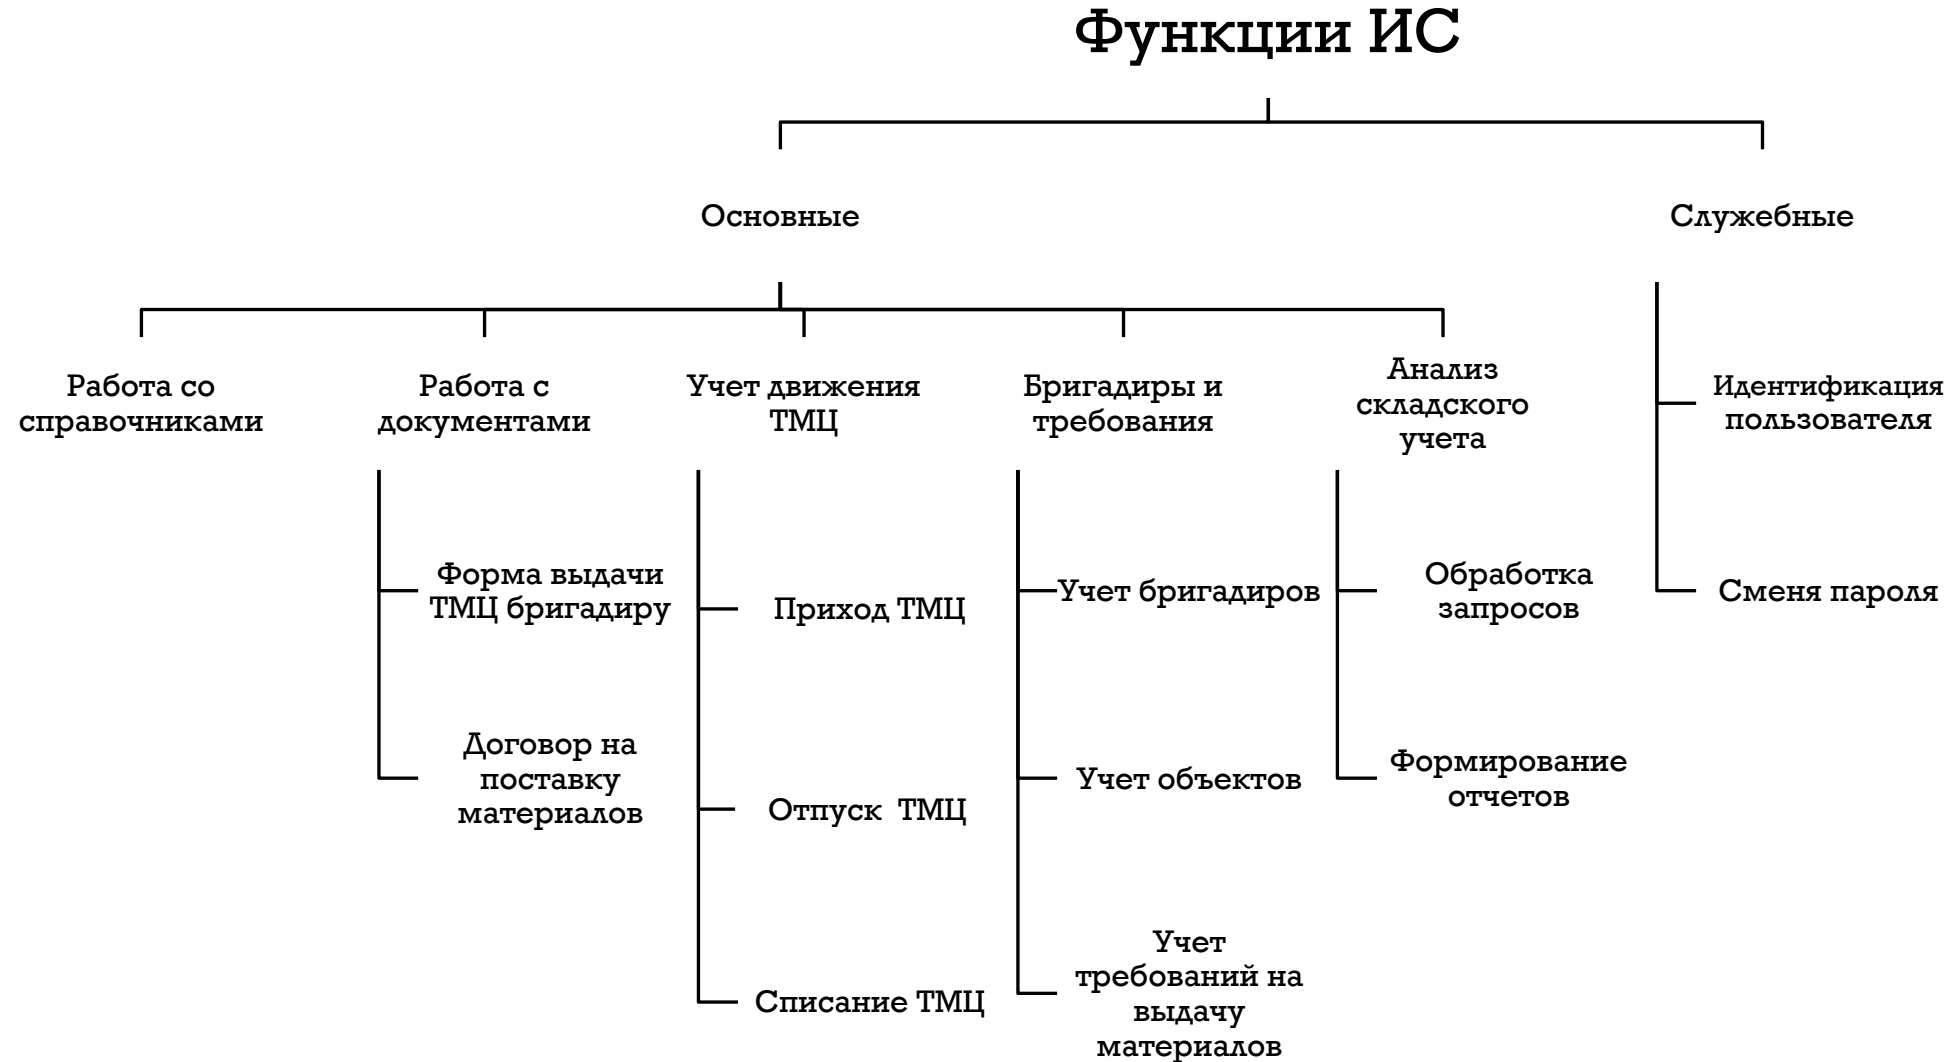 Функции ИС
Основные
Служебные
Работа со
справочниками
Работа с
документами
Форма выдачи
ТМЦ бригадиру
Договор на
поставку
материалов
Учет движения
ТМЦ
Приход ТМЦ
Отпуск  ТМЦ
Списание ТМЦ
Бригадиры и
требования
Учет бригадиров
Учет объектов
Учет
требований на
выдачу
материалов
Анализ
складского
учета
Обработка
запросов
Формирование
отчетов
Идентификация
пользователя
Сменя пароля